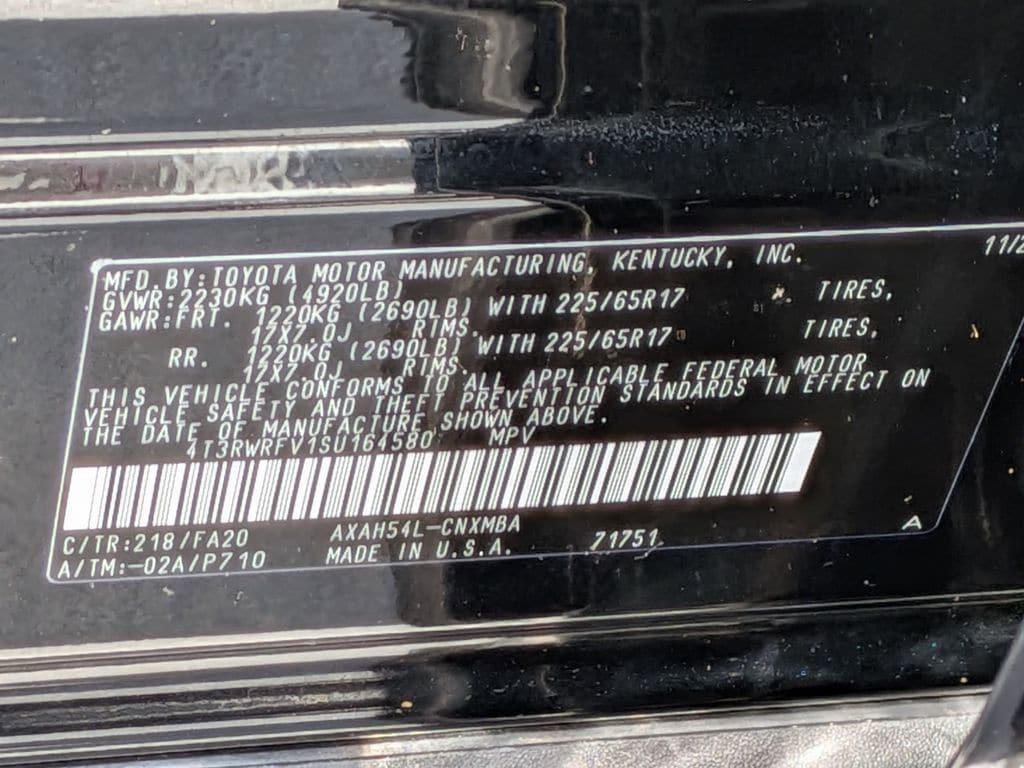 11/2
MFD.BY:TOYOTA MOTOR MANUFACTURING, KENTUCKY, INC.
GVWR:2230KG (4920LB)
GAWR:FRT. 1220KG (2690LB) WITH 225/65R17 TIRES,
17X7.0J RIMS.
RR. 1220KG (2690LB) WITH 225/65R17 TIRES,
17X7.0J RIMS.
THIS VEHICLE CONFORMS TO ALL APPLICABLE FEDERAL MOTOR
VEHICLE SAFETY AND THEFT PREVENTION STANDARDS IN EFFECT ON
THE DATE OF MANUFACTURE SHOWN ABOVE.
4T3RWRFV1SU164580 MPV
C/TR:218/FA20 AXAH54L-CNXMBA
A/TM:-02A/P710 MADE IN U.S.A. 71751 A